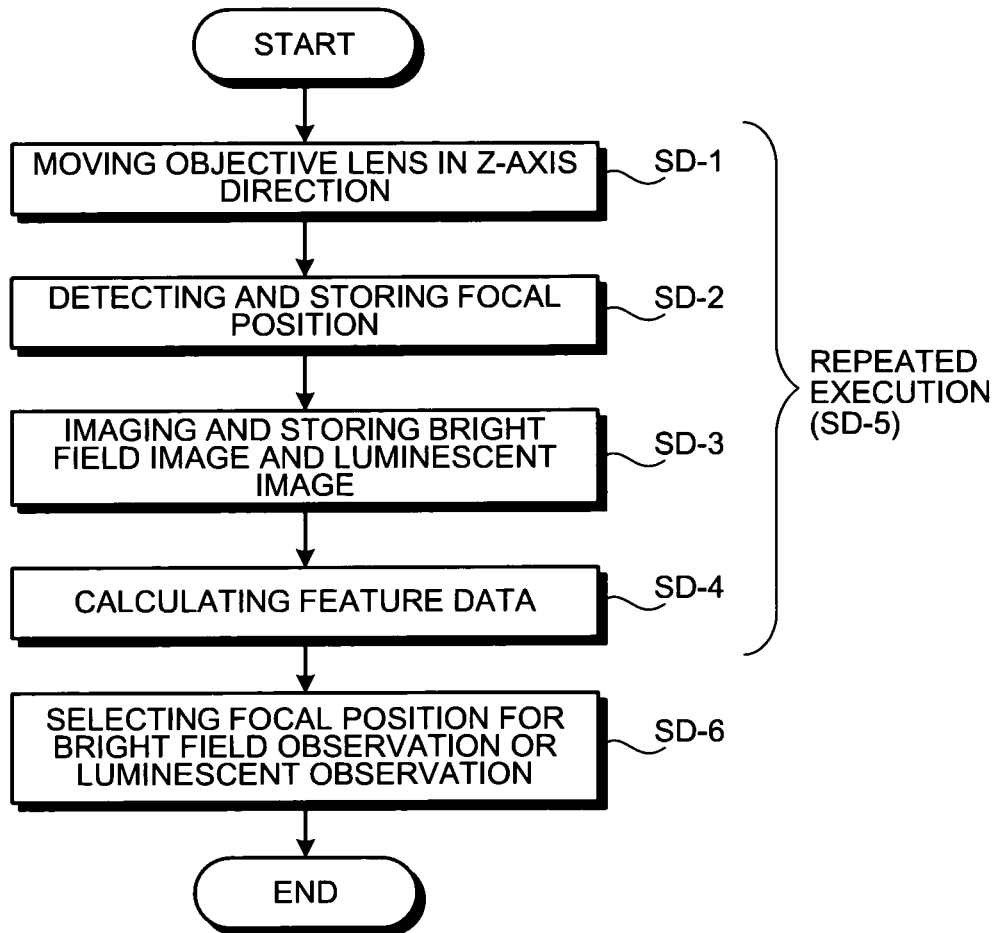 START
MOVING OBJECTIVE LENS IN Z-AXIS
DIRECTION
SD-1
DETECTING AND STORING FOCAL
POSITION
SD-2
IMAGING AND STORING BRIGHT
FIELD IMAGE AND LUMINESCENT
IMAGE
SD-3
CALCULATING FEATURE DATA
SD-4
REPEATED
EXECUTION
(SD-5)
SELECTING FOCAL POSITION FOR
BRIGHT FIELD OBSERVATION OR
LUMINESCENT OBSERVATION
SD-6
END